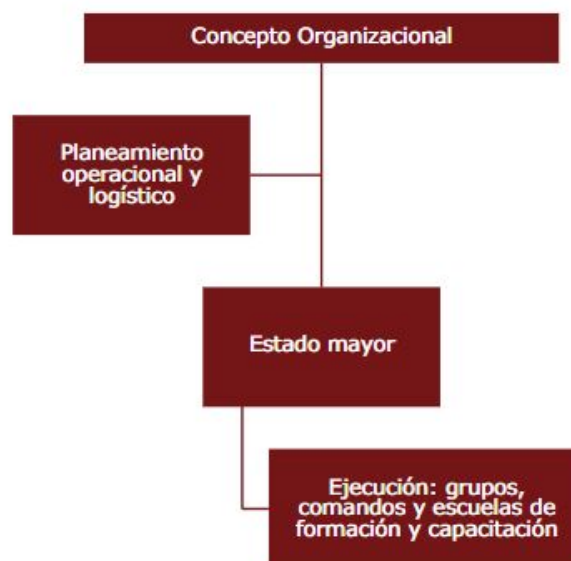 Concepto Organizacional
Planeamiento
operacional y
logístico
Estado mayor
Ejecución: grupos,
comandos y escuelas de
formación y capacitación